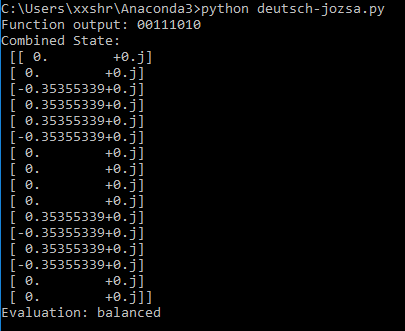 C:\Users\xxshr\Anaconda3>python deutsch-jozsa.py
Function output: 00111010
Combined State:
 [[ 0.        +0.j]
 [ 0.        +0.j]
 [-0.35355339+0.j]
 [ 0.35355339+0.j]
 [ 0.35355339+0.j]
 [-0.35355339+0.j]
 [ 0.        +0.j]
 [ 0.        +0.j]
 [ 0.        +0.j]
 [ 0.        +0.j]
 [ 0.35355339+0.j]
 [-0.35355339+0.j]
 [ 0.35355339+0.j]
 [-0.35355339+0.j]
 [ 0.        +0.j]
 [ 0.        +0.j]]
Evaluation: balanced